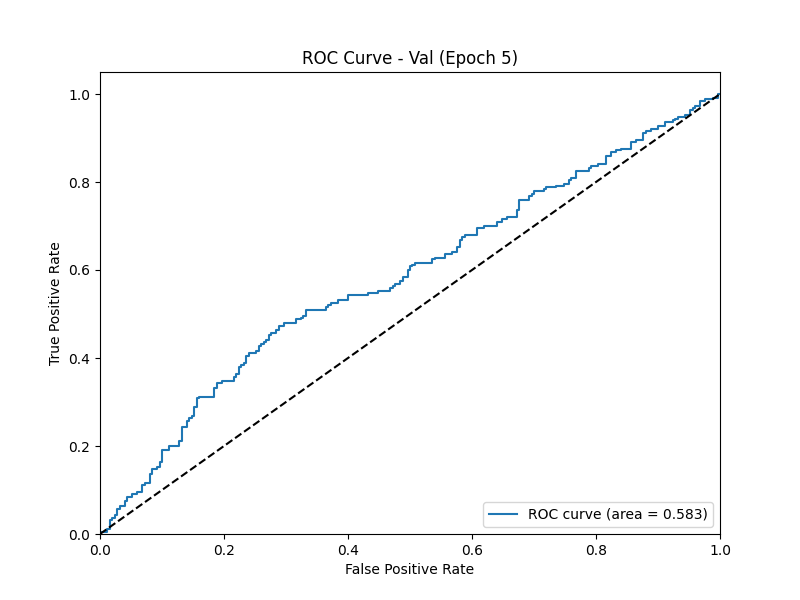 ROC Curve - Val (Epoch 5)
True Positive Rate
1.0
0.8
0.6
0.4
0.2
0.0
0.0 0.2 0.4 0.6 0.8 1.0
False Positive Rate
ROC curve (area = 0.583)